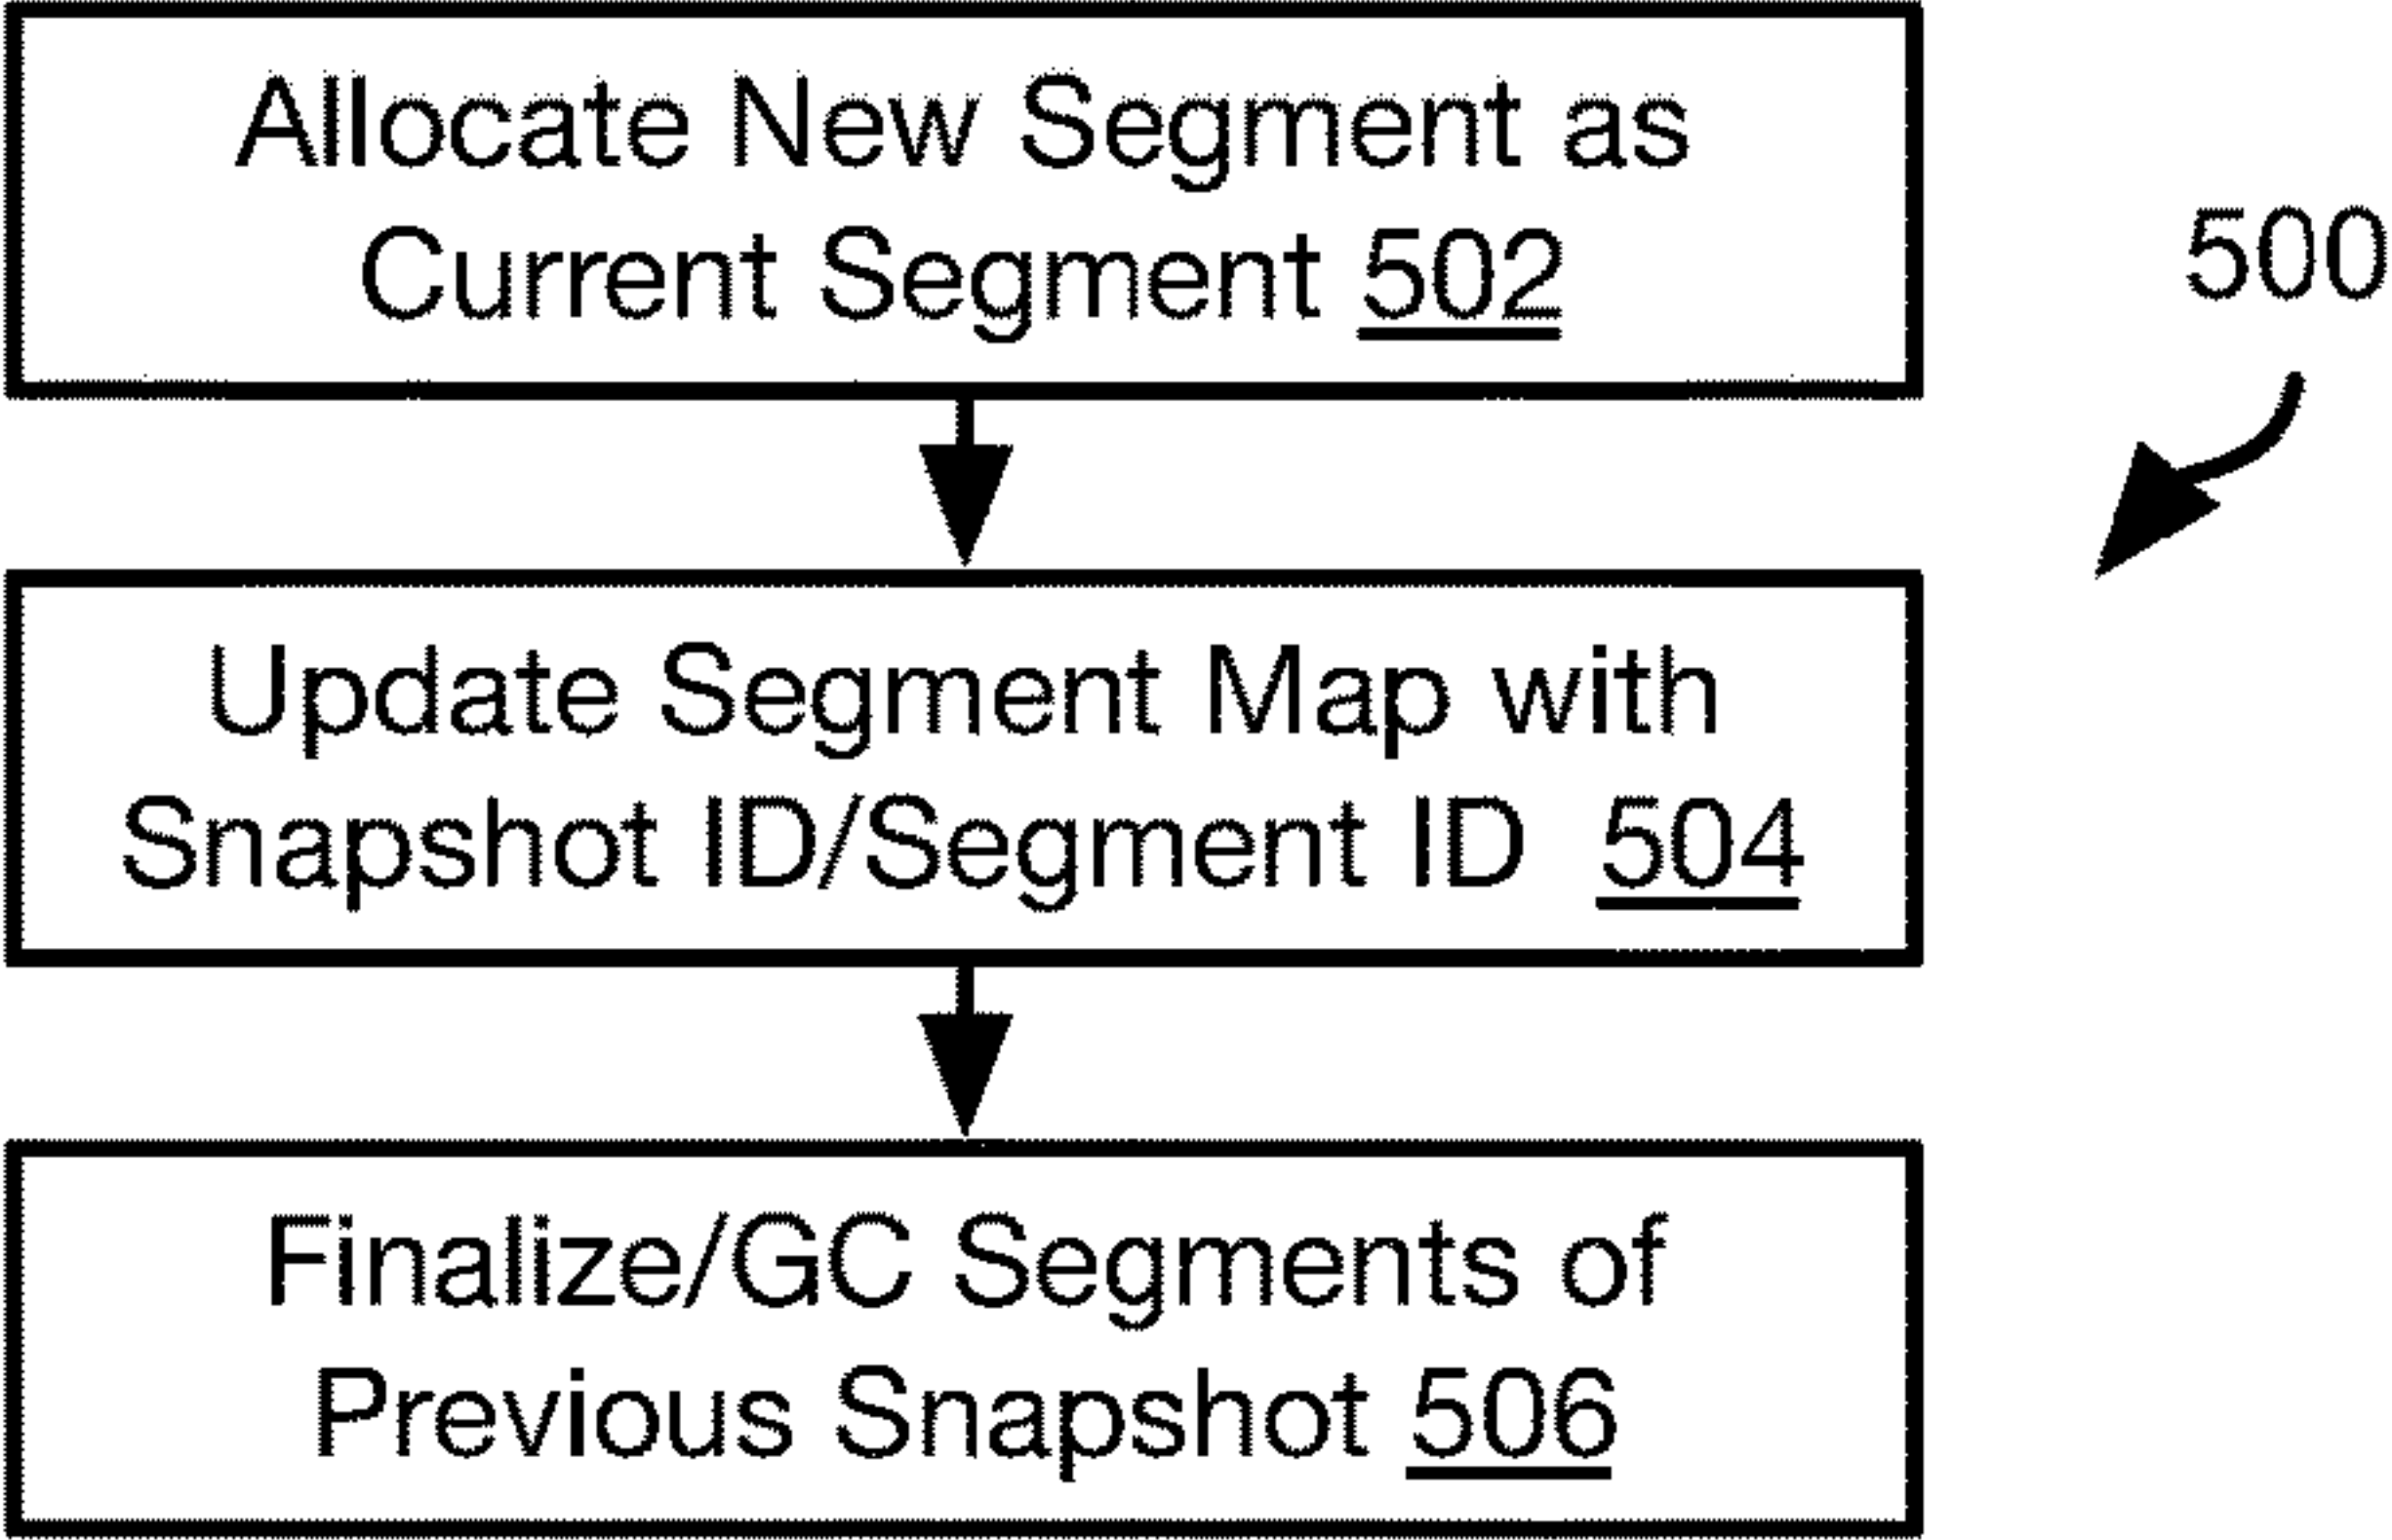 Allocate New Segment as
Current Segment 502
500
Update Segment Map with
Snapshot ID/Segment ID 504
Finalize/GC Segments of
Previous Snapshot 506